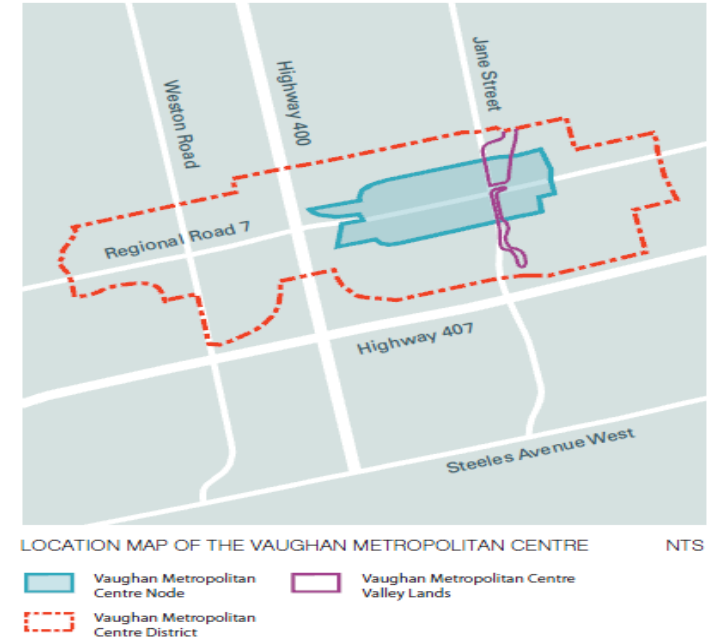 Weston Road
Highway 400
Jane Street
Regional Road 7
Highway 407
Steeles Avenue West
LOCATION MAP OF THE VAUGHAN METROPOLITAN CENTRE NTS
Vaughan Metropolitan
Centre Node
Vaughan Metropolitan Centre
Valley Lands
Vaughan Metropolitan
Centre District